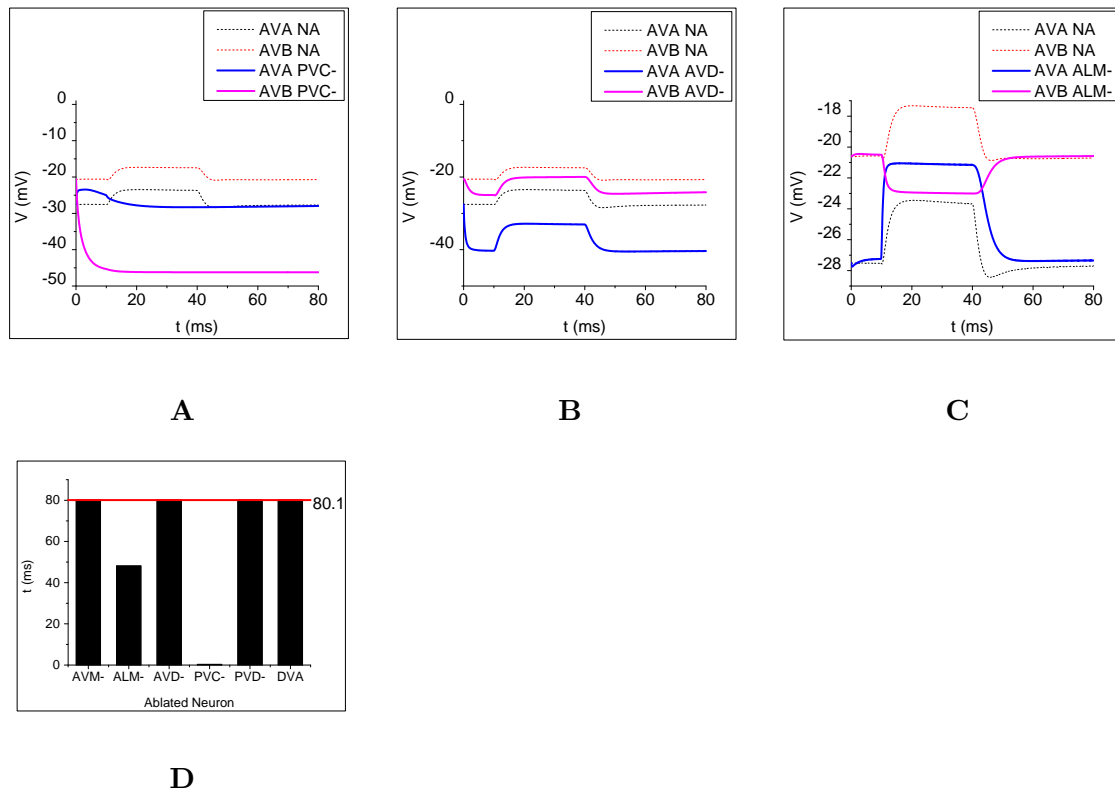 AVA NA
AVB NA
AVA PVC-
AVB PVC-
0
-10
-20
-30
-40
-50
V (mV)
0 20 40 60 80
t (ms)
A
AVA NA
AVB NA
AVA AVD-
AVB AVD-
0
-20
-40
V (mV)
0 20 40 60 80
t (ms)
B
AVA NA
AVB NA
AVA ALM-
AVB ALM-
-18
-20
-22
-24
-26
-28
V (mV)
0 20 40 60 80
t (ms)
C
80
60
40
20
0
t (ms)
80.1
AVM- ALM- AVD- PVC- PVD- DVA
Ablated Neuron
D